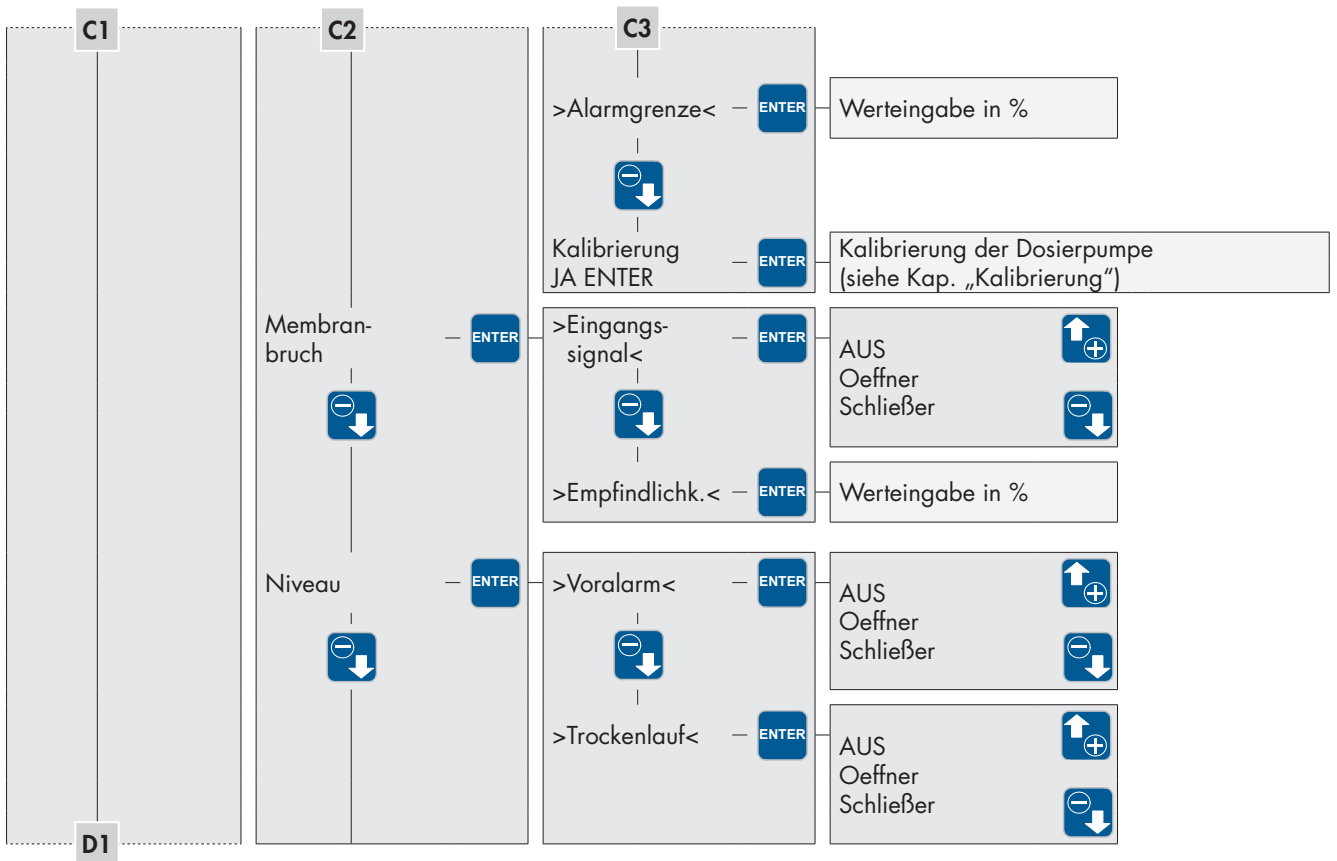 C1
C2
C3
>Alarmgrenze<
ENTER
Werteingabe in %
Kalibrierung
JA ENTER
ENTER
Kalibrierung der Dosierpumpe
(siehe Kap. „Kalibrierung“)
Membran-
bruch
ENTER
>Eingangs-
signal<
ENTER
AUS
Oeffner
Schließer
>Empfindlichk.<
ENTER
Werteingabe in %
Niveau
ENTER
>Voralarm<
ENTER
AUS
Oeffner
Schließer
>Trockenlauf<
ENTER
AUS
Oeffner
Schließer
D1